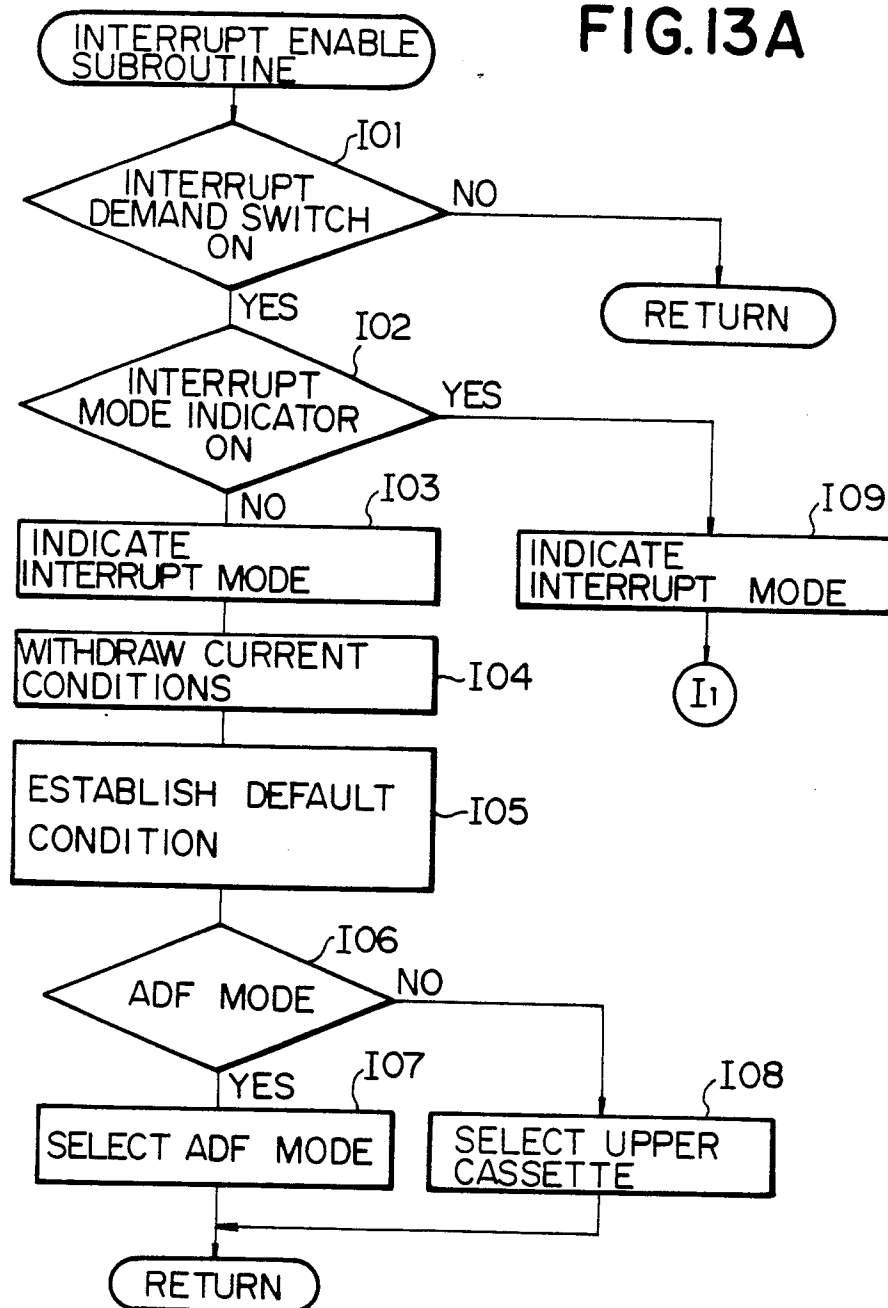 FIG.13A
INTERRUPT ENABLE
SUBROUTINE
I01
INTERRUPT
DEMAND SWITCH
ON
NO
RETURN
YES
I02
INTERRUPT
MODE INDICATOR
ON
YES
NO
I03
INDICATE
INTERRUPT MODE
I09
INDICATE
INTERRUPT MODE
I1
WITHDRAW CURRENT
CONDITIONS
I04
ESTABLISH DEFAULT
CONDITION
I05
I06
ADF MODE
NO
YES
I07
SELECT ADF MODE
I08
SELECT UPPER
CASSETTE
RETURN